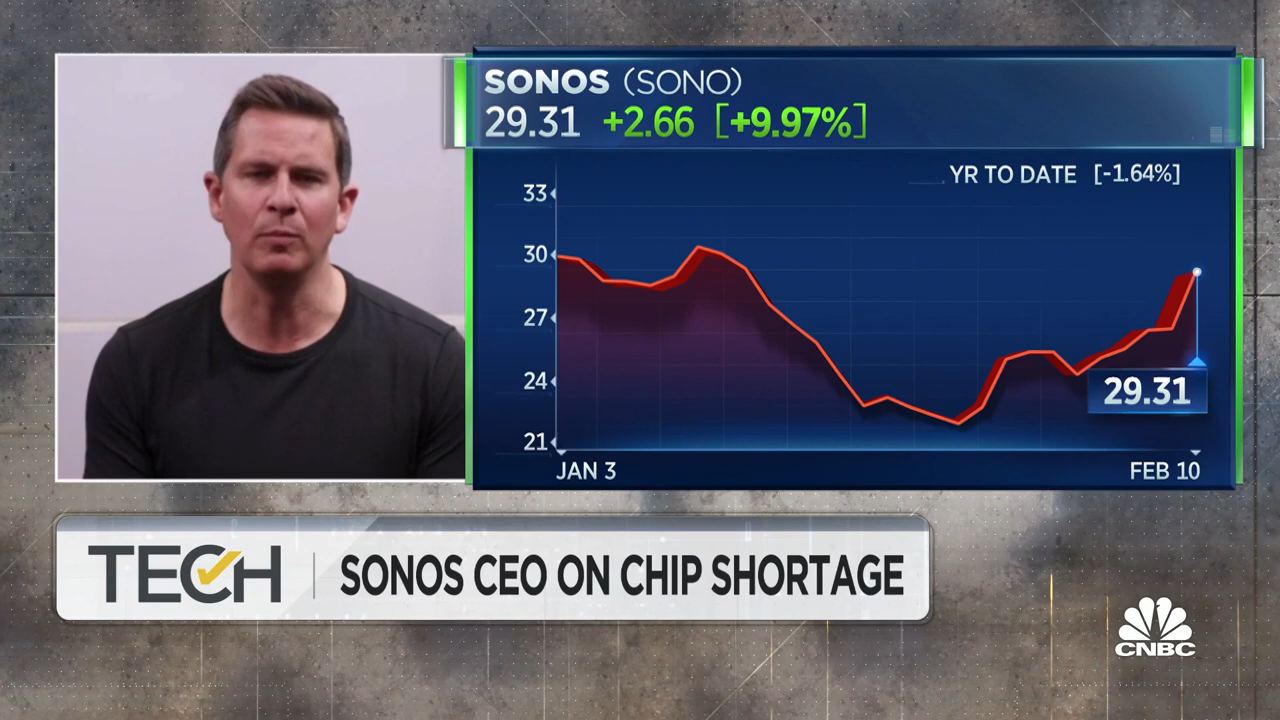 SONOS (SONO)
29.31 +2.66 [+9.97%]
YR TO DATE [-1.64%]
33
30
27
24
21
29.31
JAN 3
FEB 10
TECH
SONOS CEO ON CHIP SHORTAGE
CNBC